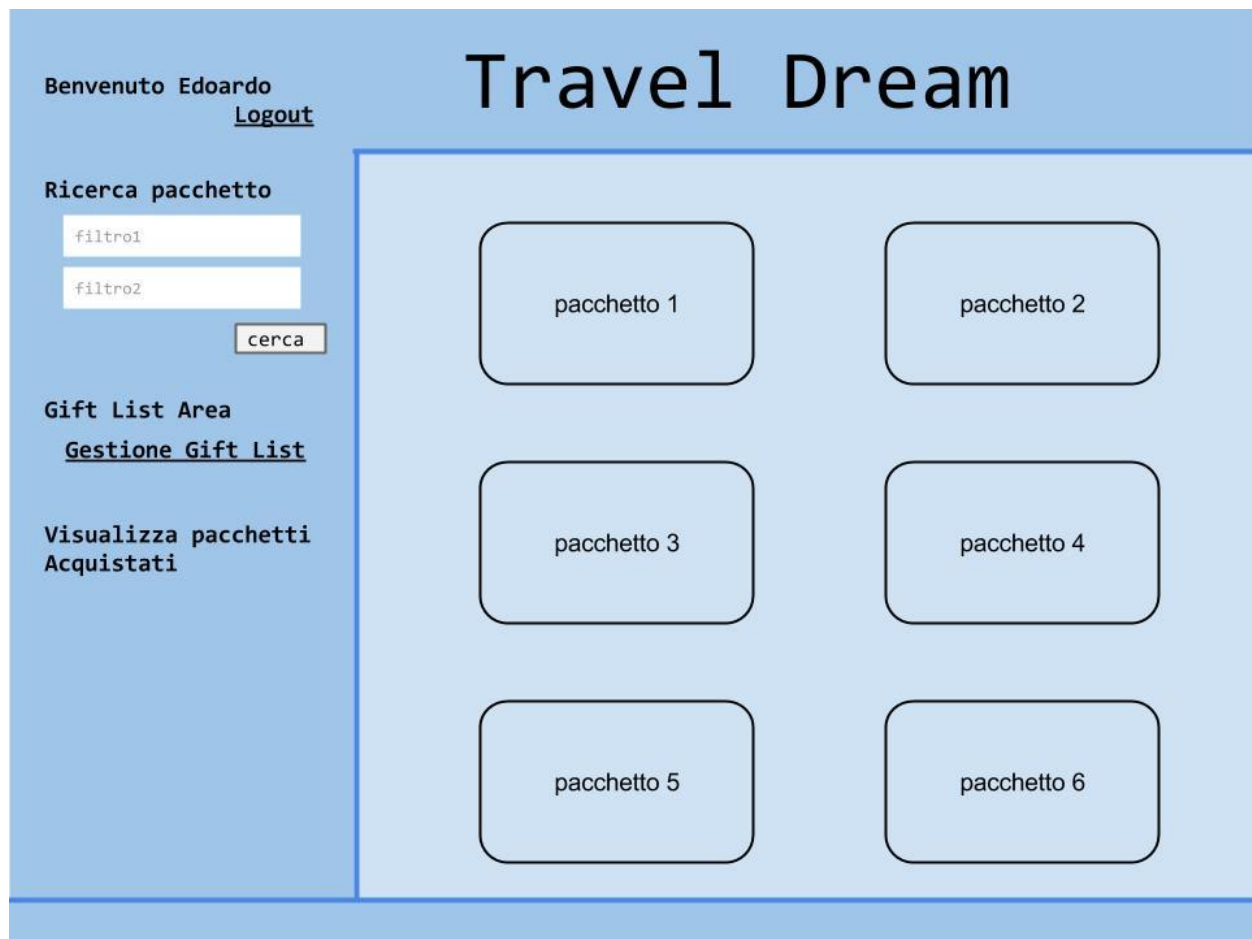 Travel Dream
Benvenuto Edoardo
Logout
Ricerca pacchetto
filtro1
filtro2
cerca
Gift List Area
Gestione Gift List
Visualizza pacchetti
Acquistati
pacchetto 1
pacchetto 2
pacchetto 3
pacchetto 4
pacchetto 5
pacchetto 6